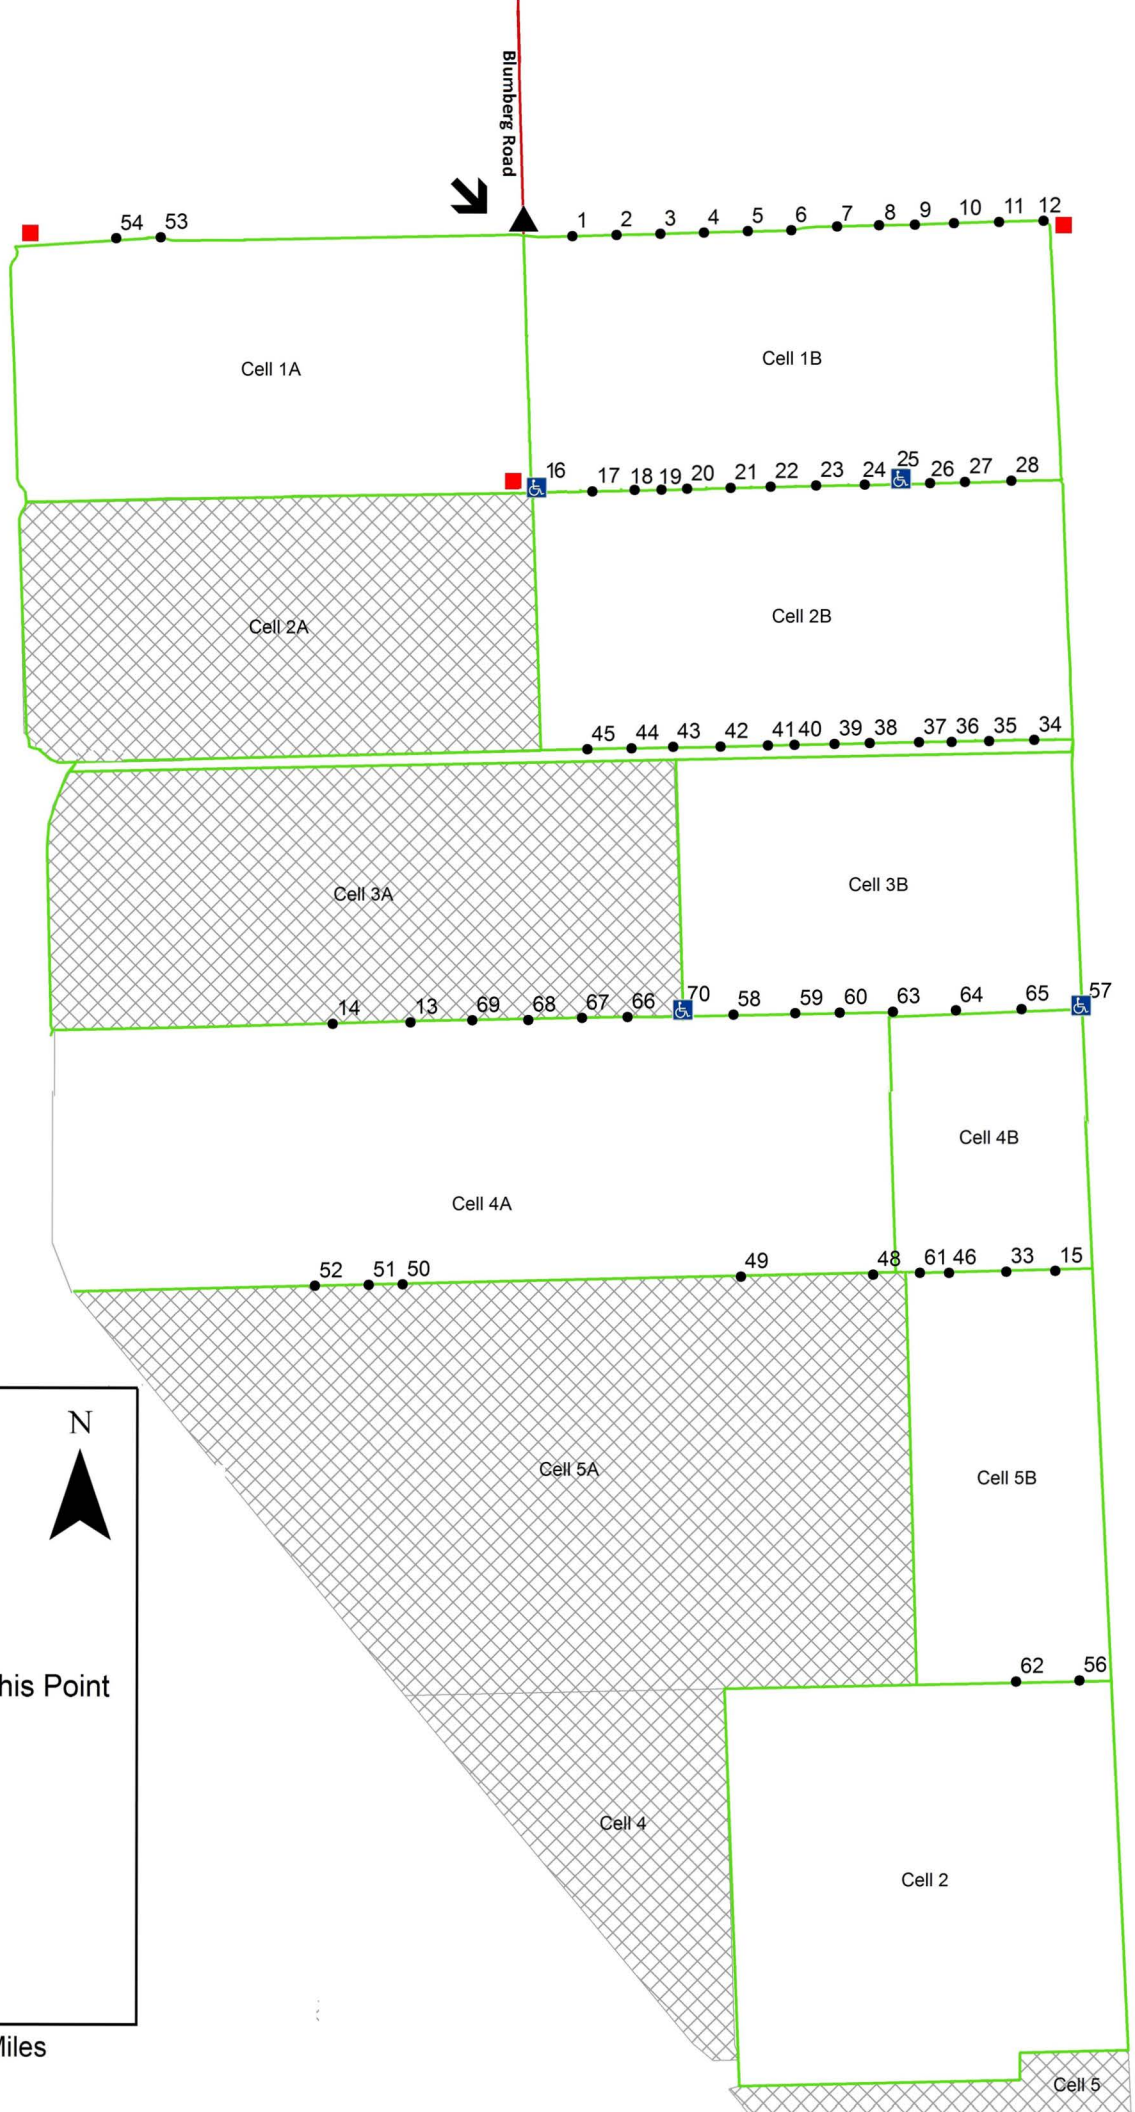 Blumberg Road
54 53 1 2 3 4 5 6 7 8 9 10 11 12
Cell 1A Cell 1B
16 17 18 19 20 21 22 23 24 25 26 27 28
Cell 2A Cell 2B
45 44 43 42 41 40 39 38 37 36 35 34
Cell 3A Cell 3B
14 13 69 68 67 66 70 58 59 60 63 64 65 57
Cell 4B
Cell 4A
52 51 50 49 48 61 46 33 15
N
Cell 5A Cell 5B
62 56
his Point
Cell 4
Cell 2
Miles
Cell 5